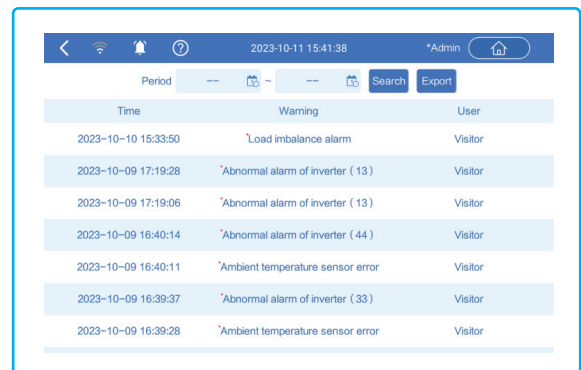 2023-10-11 15:41:38 *Admin
Period -- ~ -- Search Export
Time Warning User
2023-10-10 15:33:50 *Load imbalance alarm Visitor
2023-10-09 17:19:28 *Abnormal alarm of inverter ( 13 ) Visitor
2023-10-09 17:19:06 *Abnormal alarm of inverter ( 13 ) Visitor
2023-10-09 16:40:14 *Abnormal alarm of inverter ( 44 ) Visitor
2023-10-09 16:40:11 *Ambient temperature sensor error Visitor
2023-10-09 16:39:37 *Abnormal alarm of inverter ( 33 ) Visitor
2023-10-09 16:39:28 *Ambient temperature sensor error Visitor